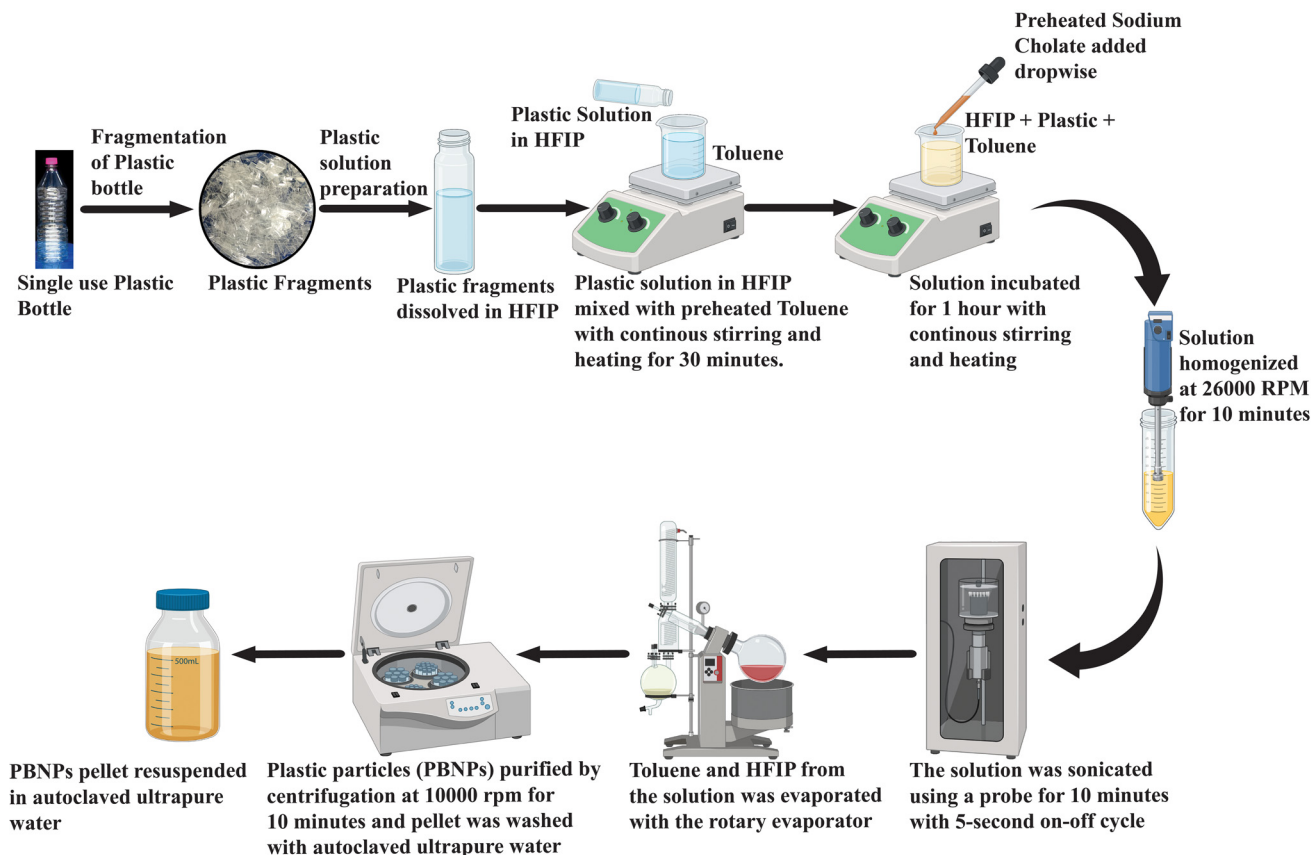 Fragmentation
of Plastic
bottle
Single use Plastic
Bottle
Plastic Fragments
Plastic
solution
preparation
Plastic fragments
dissolved in HFIP
Plastic Solution
in HFIP
Toluene
Plastic solution in HFIP
mixed with preheated Toluene
with continous stirring and
heating for 30 minutes.
Preheated Sodium
Cholate added
dropwise
HFIP + Plastic +
Toluene
Solution incubated
for 1 hour with
continous stirring
and heating
Solution
homogenized
at 26000 RPM
for 10 minutes
The solution was sonicated
using a probe for 10 minutes
with 5-second on-off cycle
Toluene and HFIP from
the solution was evaporated
with the rotary evaporator
Plastic particles (PBNPs) purified by
centrifugation at 10000 rpm for
10 minutes and pellet was washed
with autoclaved ultrapure water
500mL
PBNPs pellet resuspended
in autoclaved ultrapure
water